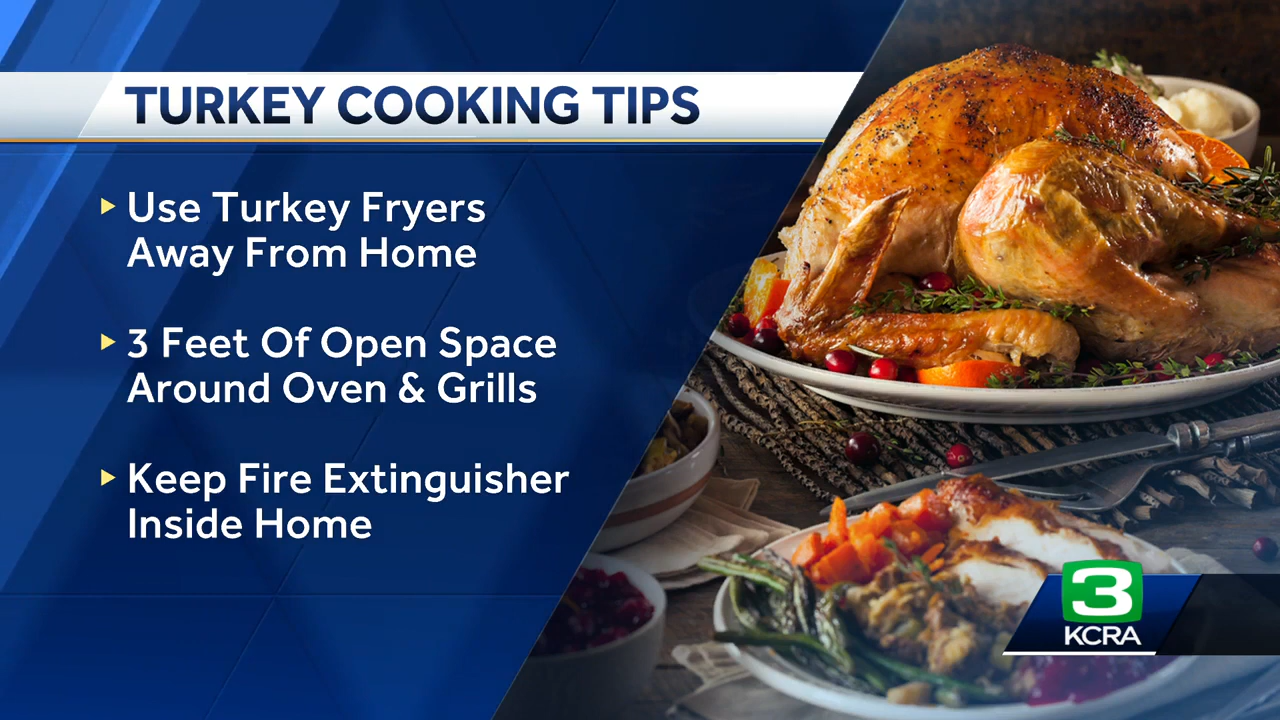 TURKEY COOKING TIPS
Use Turkey Fryers
Away From Home
3 Feet Of Open Space
Around Oven & Grills
Keep Fire Extinguisher
Inside Home
3
KCRA